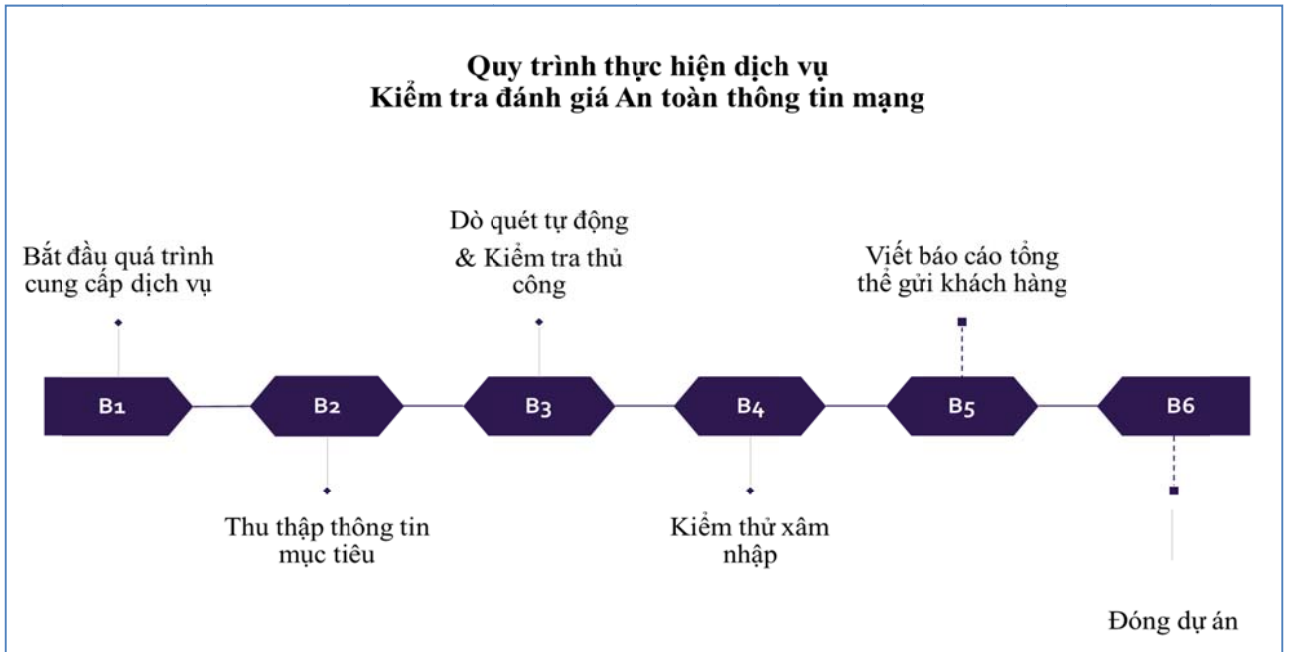 Quy trình thực hiện dịch vụ
Kiểm tra đánh giá An toàn thông tin mạng
Bắt đầu quá trình
cung cấp dịch vụ
Dò quét tự động
& Kiểm tra thủ
công
Viết báo cáo tổng
thể gửi khách hàng
B1
B2
B3
B4
B5
B6
Thu thập thông tin
mục tiêu
Kiểm thử xâm
nhập
Đóng dự án